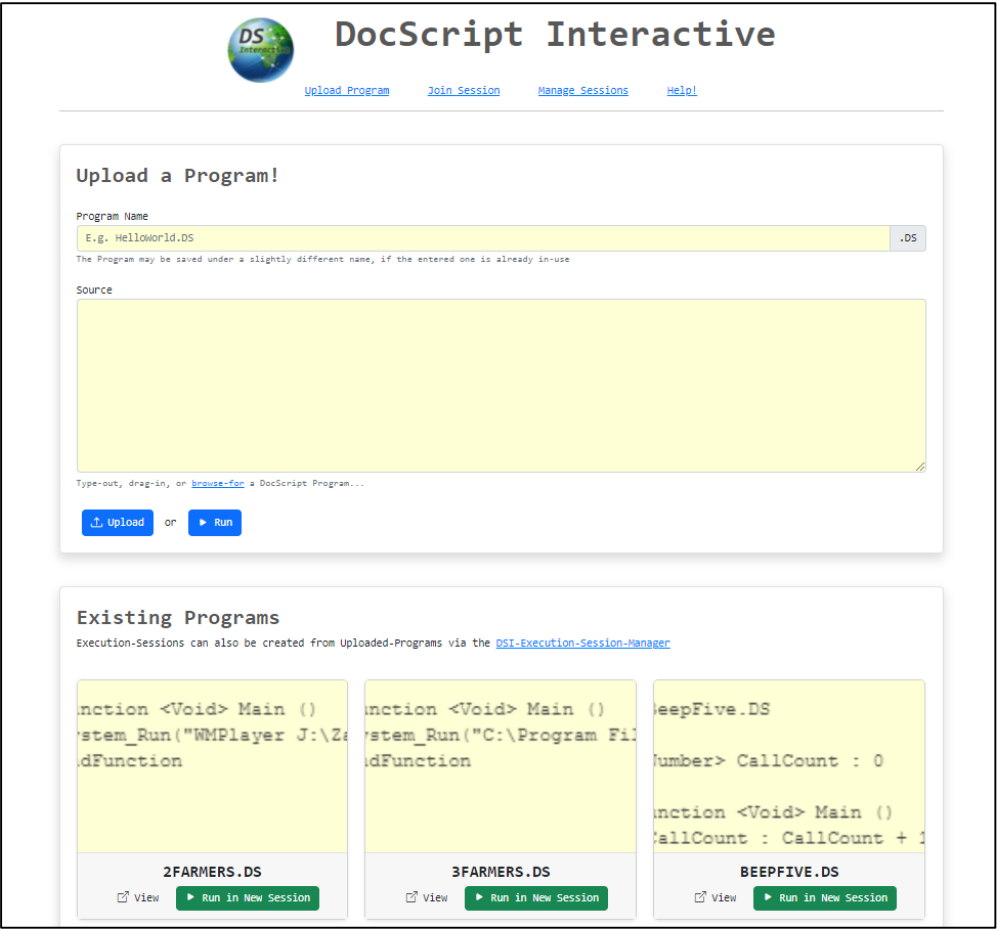 DS
DocScript Interactive
Upload Program Join Session Manage Sessions Help!
Upload a Program!
Program Name
E.g. HelloWorld.DS .DS
The Program may be saved under a slightly different name, if the entered one is already in-use
Source
Type-out, drag-in, or browse-for a DocScript Program...
Upload or Run
Existing Programs
Execution-Sessions can also be created from Uploaded-Programs via the DSI-Execution-Session-Manager
nction <Void> Main ()
stem_Run("WMPlayer J:\Za
dFunction
2FARMERS.DS
View Run in New Session
nction <Void> Main ()
stem_Run("C:\Program Fil
dFunction
3FARMERS.DS
View Run in New Session
eepFive.DS
umber> CallCount : 0
nction <Void> Main ()
allCount : CallCount + 1
BEEPFIVE.DS
View Run in New Session